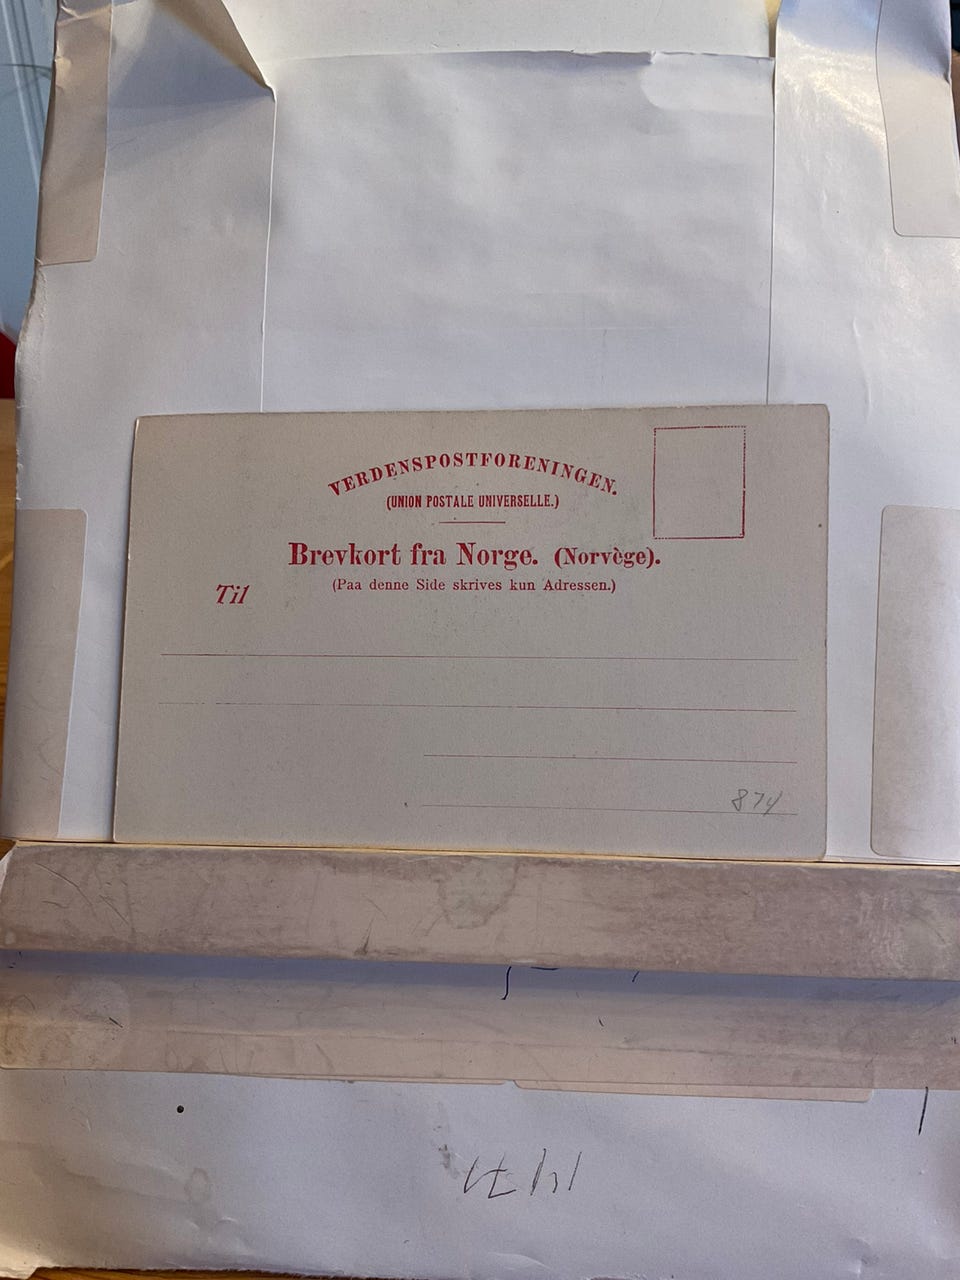 VERDENSPOSTFORENINGEN.
(UNION POSTALE UNIVERSELLE.)
Brevkort fra Norge. (Norvège).
(Paa denne Side skrives kun Adressen.)
Til
874